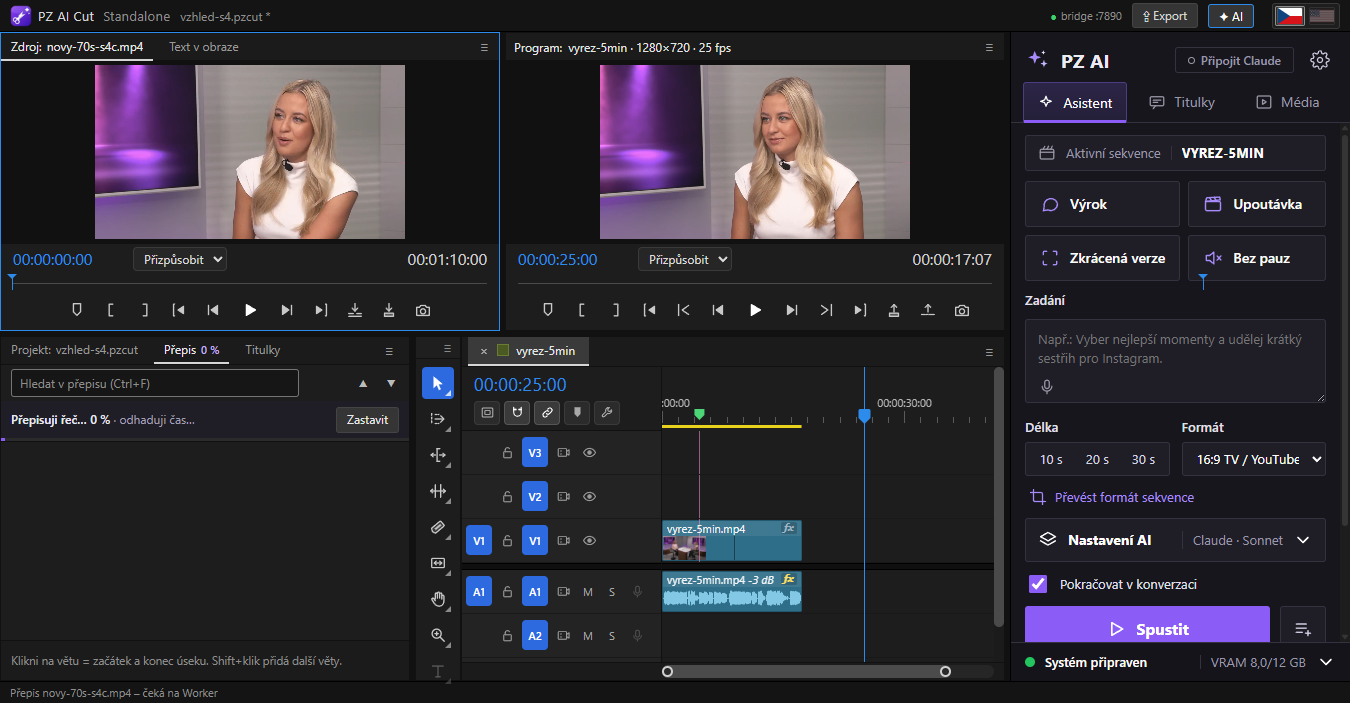 PZ AI Cut Standalone vzhled-s4.pzcut *
bridge :7890
Export
AI
Zdroj: novy-70s-s4c.mp4
Text v obraze
Program: vyrez-5min · 1280×720 · 25 fps
00:00:00:00
Přizpůsobit
00:01:10:00
00:00:25:00
Přizpůsobit
00:00:17:07
Projekt: vzhled-s4.pzcut
Přepis 0 %
Titulky
Hledat v přepisu (Ctrl+F)
Přepisuji řeč... 0 % · odhaduji čas...
Zastavit
Klikni na větu = začátek a konec úseku. Shift+klik přidá další věty.
Přepis novy-70s-s4c.mp4 – čeká na Worker
× vyrez-5min
00:00:25:00
:00:00
00:00:30:00
V3
V2
V1 V1
vyrez-5min.mp4 fx
A1 A1 M S
vyrez-5min.mp4 -3 dB fx
A2 M S
PZ AI
Připojit Claude
Asistent
Titulky
Média
Aktivní sekvence
VYREZ-5MIN
Výrok
Upoutávka
Zkrácená verze
Bez pauz
Zadání
Např.: Vyber nejlepší momenty a udělej krátký
sestřih pro Instagram.
Délka
Formát
10 s 20 s 30 s
16:9 TV / YouTube
Převést formát sekvence
Nastavení AI
Claude · Sonnet
Pokračovat v konverzaci
Spustit
Systém připraven
VRAM 8,0/12 GB